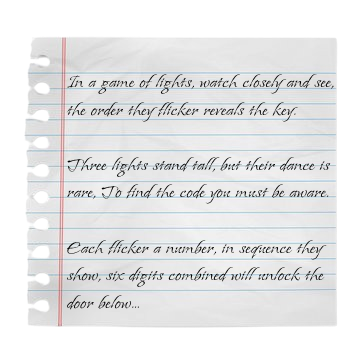 In a game of lights, watch closely and see,
the order they flicker reveals the key.
Three lights stand tall, but their dance is
rare, To find the code you must be aware.
Each flicker a number, in sequence they
show, six digits combined will unlock the
door below...